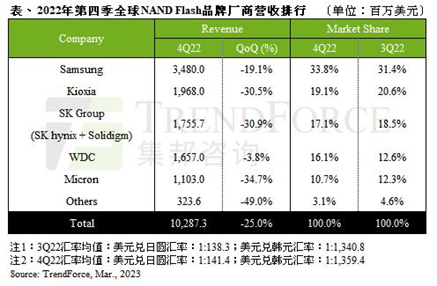 表、2022年第四季全球NAND Flash品牌厂商营收排行 (单位：百万美元)
Company Revenue Market Share
4Q22 QoQ (%) 4Q22 3Q22
Samsung 3,480.0 -19.1% 33.8% 31.4%
Kioxia 1,968.0 -30.5% 19.1% 20.6%
SK Group
(SK hynix + Solidigm) 1,755.7 -30.9% 17.1% 18.5%
WDC 1,657.0 -3.8% 16.1% 12.6%
Micron 1,103.0 -34.7% 10.7% 12.3%
Others 323.6 -49.0% 3.1% 4.6%
Total 10,287.3 -25.0% 100.0% 100.0%
TRENDFORCE
集邦咨询
注1：3Q22汇率均值：美元兑日圆汇率：1:138.3；美元兑韩元汇率：1:1,340.8
注2：4Q22汇率均值：美元兑日圆汇率：1:141.4；美元兑韩元汇率：1:1,359.4
Source: TrendForce, Mar., 2023